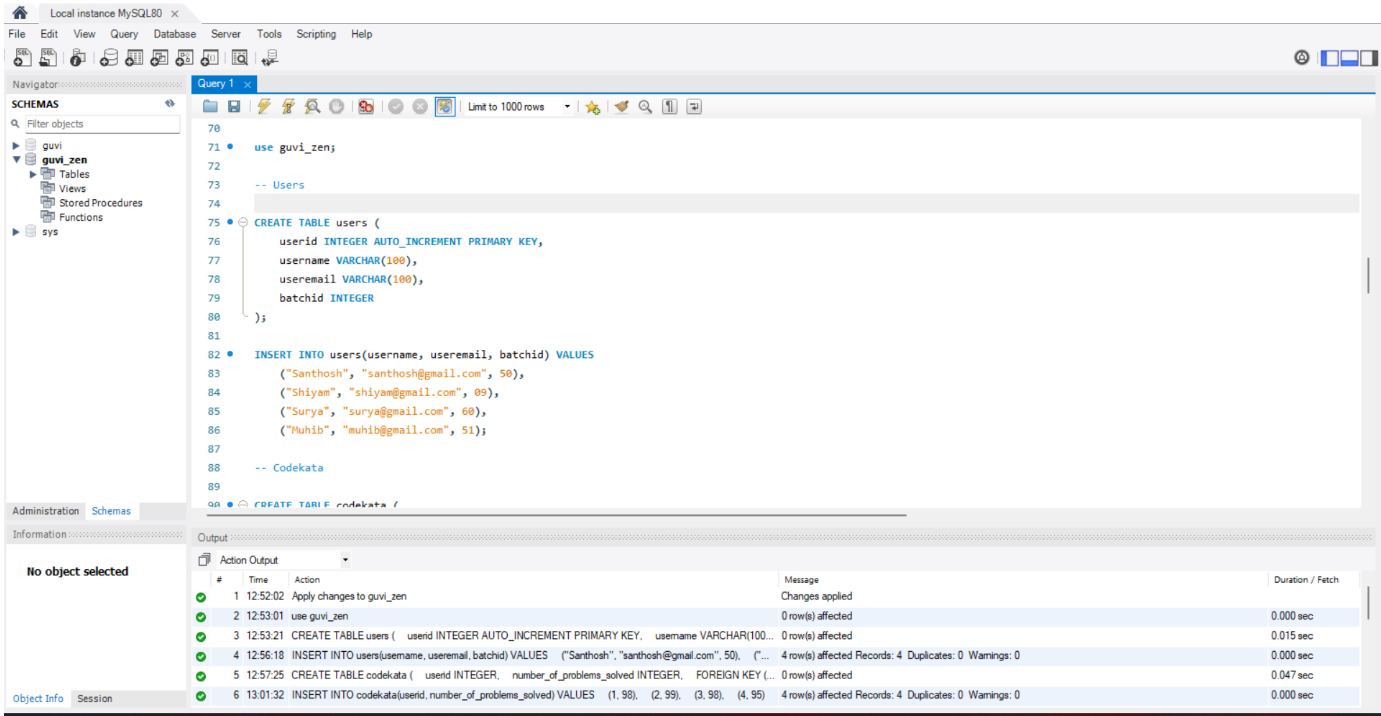 Local instance MySQL80 ×
File Edit View Query Database Server Tools Scripting Help
Navigator
SCHEMAS
Filter objects
guvi
guvi_zen
Tables
Views
Stored Procedures
Functions
sys
Administration Schemas
Information
No object selected
Object Info Session
Query 1 ×
Limit to 1000 rows
70
71 use guvi_zen;
72
73 -- Users
74
75 CREATE TABLE users (
76 userid INTEGER AUTO_INCREMENT PRIMARY KEY,
77 username VARCHAR(100),
78 useremail VARCHAR(100),
79 batchid INTEGER
80 );
81
82 INSERT INTO users(username, useremail, batchid) VALUES
83 ("Santhosh", "santhosh@gmail.com", 50),
84 ("Shiyam", "shiyam@gmail.com", 09),
85 ("Surya", "surya@gmail.com", 60),
86 ("Muhib", "muhib@gmail.com", 51);
87
88 -- Codekata
89
90 CREATE TABLE codekata (
Output
Action Output
# Time Action Message Duration / Fetch
1 12:52:02 Apply changes to guvi_zen Changes applied
2 12:53:01 use guvi_zen 0 row(s) affected 0.000 sec
3 12:53:21 CREATE TABLE users ( userid INTEGER AUTO_INCREMENT PRIMARY KEY, username VARCHAR(100... 0 row(s) affected 0.015 sec
4 12:56:18 INSERT INTO users(username, useremail, batchid) VALUES ("Santhosh", "santhosh@gmail.com", 50), ("... 4 row(s) affected Records: 4 Duplicates: 0 Warnings: 0 0.000 sec
5 12:57:25 CREATE TABLE codekata ( userid INTEGER, number_of_problems_solved INTEGER, FOREIGN KEY (... 0 row(s) affected 0.047 sec
6 13:01:32 INSERT INTO codekata(userid, number_of_problems_solved) VALUES (1, 98), (2, 99), (3, 98), (4, 95) 4 row(s) affected Records: 4 Duplicates: 0 Warnings: 0 0.000 sec